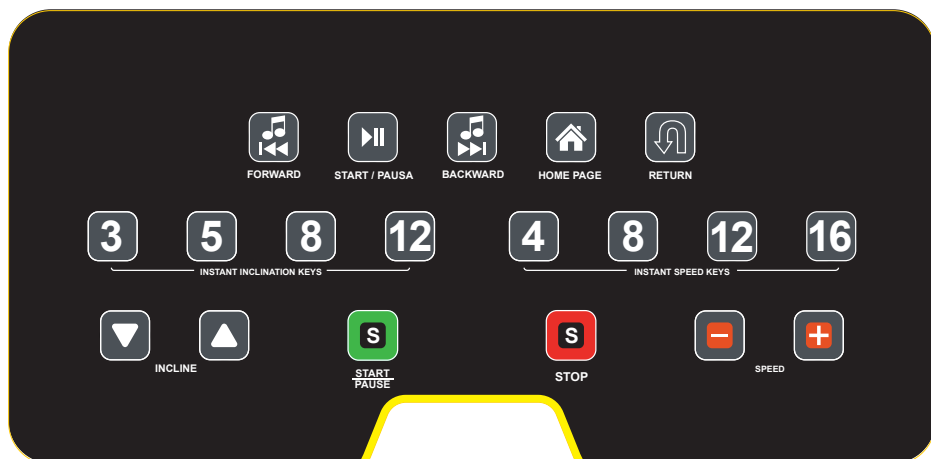 FORWARD START / PAUSA BACKWARD HOME PAGE RETURN
3 5 8 12 4 8 12 16
INSTANT INCLINATION KEYS INSTANT SPEED KEYS
S S
INCLINE START STOP SPEED
PAUSE